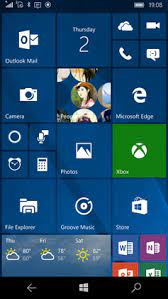 19:05
Thursday
2
Outlook Mail
Camera
People
Microsoft Edge
Photos
Xbox
File Explorer
Groove Music
Store
Thu
Fri
Sat
Sun